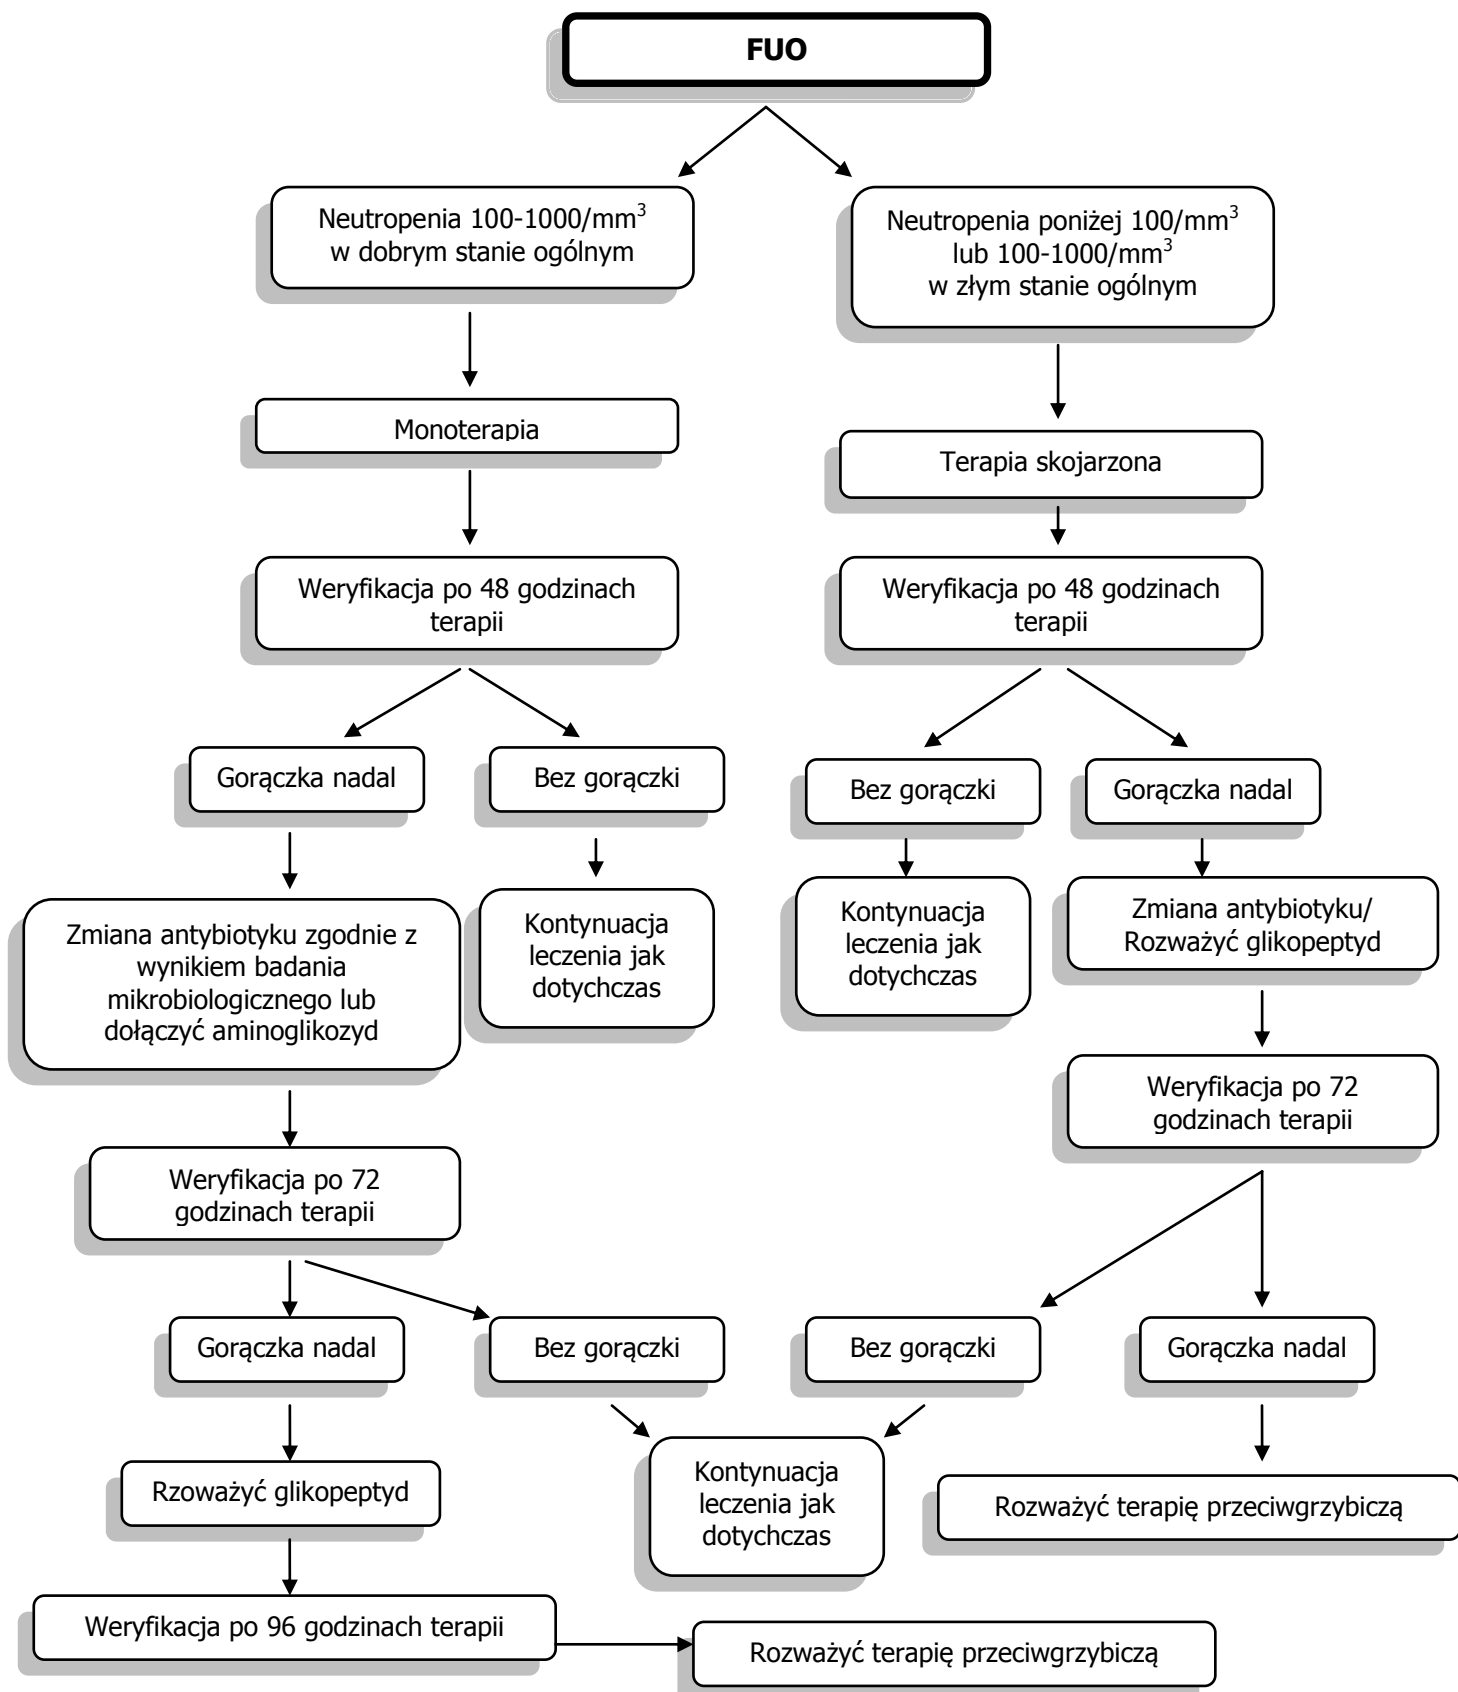 FUO
Neutropenia 100-1000/mm³
w dobrym stanie ogólnym
Neutropenia poniżej 100/mm³
lub 100-1000/mm³
w złym stanie ogólnym
Monoterapia
Terapia skojarzona
Weryfikacja po 48 godzinach
terapii
Weryfikacja po 48 godzinach
terapii
Gorączka nadal
Bez gorączki
Bez gorączki
Gorączka nadal
Zmiana antybiotyku zgodnie z
wynikiem badania
mikrobiologicznego lub
dołączyć aminoglikozyd
Kontynuacja
leczenia jak
dotychczas
Kontynuacja
leczenia jak
dotychczas
Zmiana antybiotyku/
Rozważyć glikopeptyd
Weryfikacja po 72
godzinach terapii
Weryfikacja po 72
godzinach terapii
Gorączka nadal
Bez gorączki
Bez gorączki
Gorączka nadal
Rzoważyć glikopeptyd
Kontynuacja
leczenia jak
dotychczas
Rozważyć terapię przeciwgrzybiczą
Weryfikacja po 96 godzinach terapii
Rozważyć terapię przeciwgrzybiczą